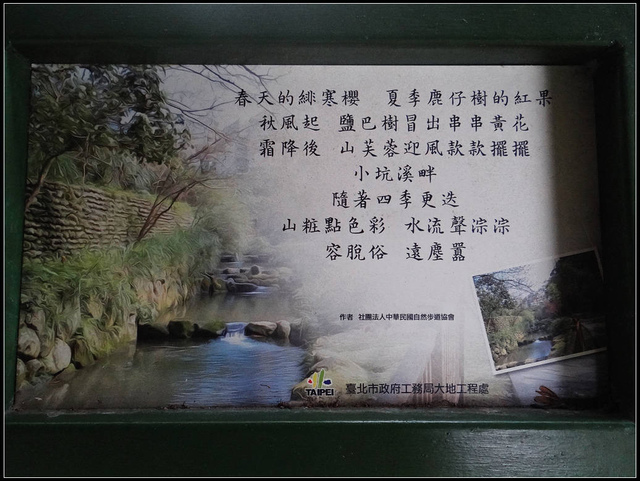 春天的緋寒櫻　夏季鹿仔樹的紅果
秋風起　鹽巴樹冒出串串黃花
霜降後　山芙蓉迎風款款擺擺
小坑溪畔
隨著四季更迭
山粧點色彩　水流聲淙淙
容脫俗　遠塵囂
作者　社團法人中華民國自然步道協會
TAIPEI　臺北市政府工務局大地工程處